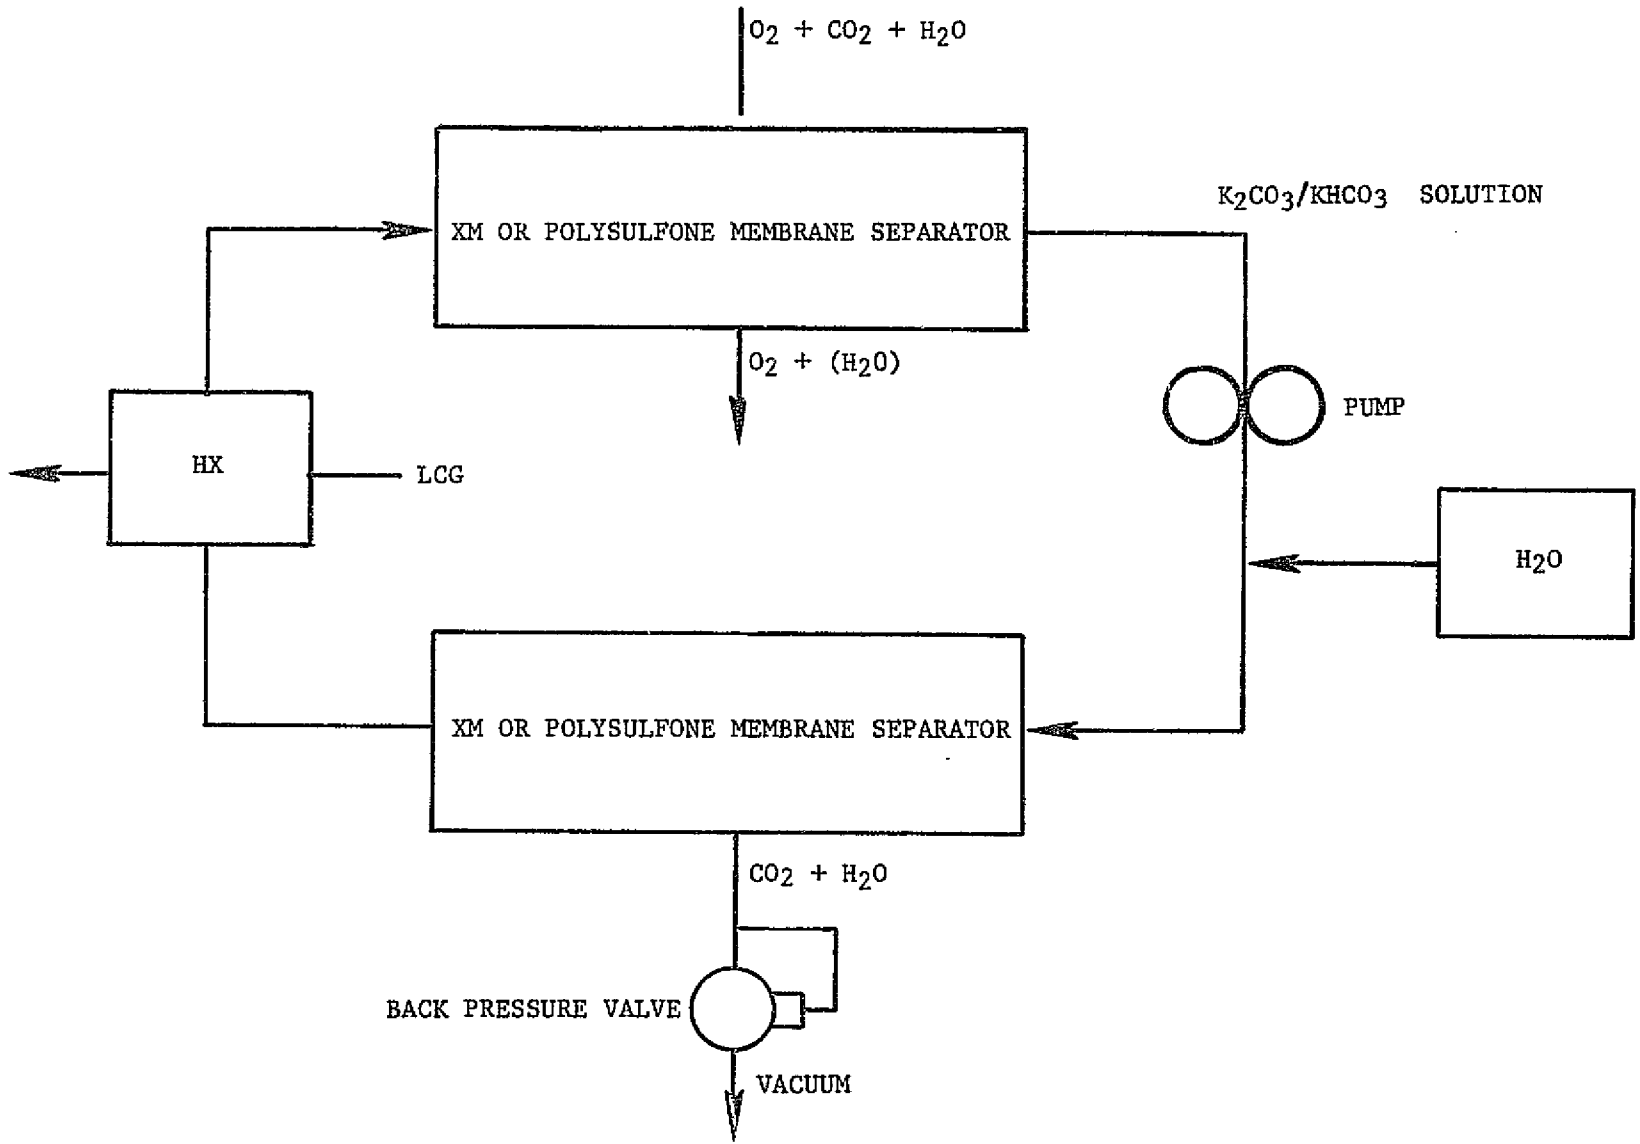 O2 + CO2 + H2O
K2CO3/KHCO3 SOLUTION
XM OR POLYSULFONE MEMBRANE SEPARATOR
O2 + (H2O)
PUMP
HX
LCG
H2O
XM OR POLYSULFONE MEMBRANE SEPARATOR
CO2 + H2O
BACK PRESSURE VALVE
VACUUM